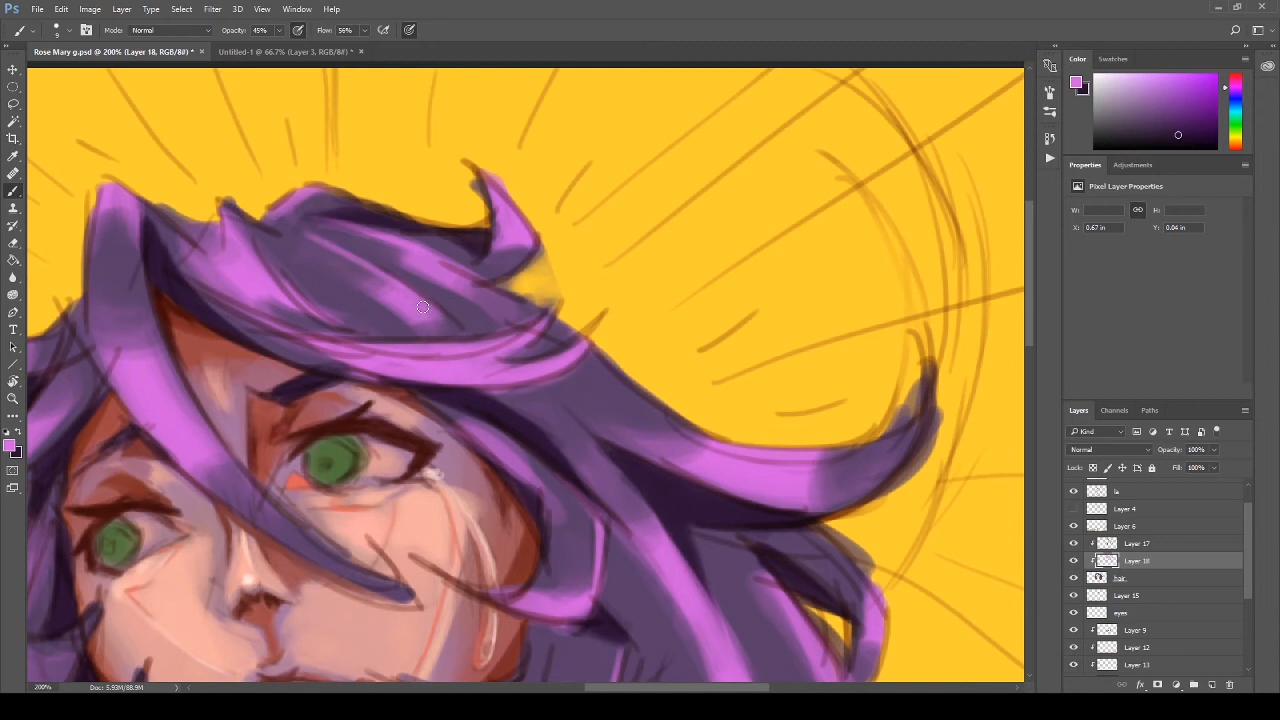 Ps File Edit Image Layer Type Select Filter 3D View Window Help
9 Mode: Normal Opacity: 45% Flow: 56%
Rose Mary g.psd @ 200% (Layer 18, RGB/8#) * × Untitled-1 @ 66.7% (Layer 3, RGB/8#) * ×
Color Swatches
Properties Adjustments
Pixel Layer Properties
W: H:
X: 0.67 in Y: 0.04 in
Layers Channels Paths
Kind
Normal Opacity: 100%
Lock: Fill: 100%
la
Layer 4
Layer 6
Layer 17
Layer 18
hair
Layer 15
eyes
Layer 9
Layer 12
Layer 13
200% Doc: 5.93M/88.9M